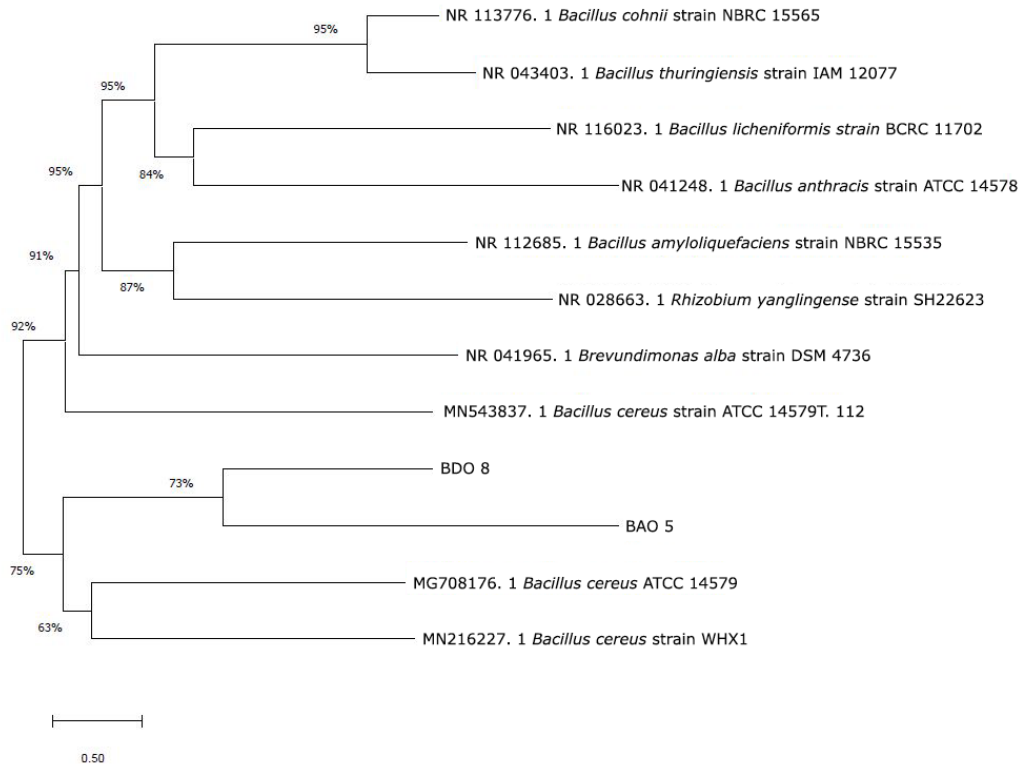 NR 113776. 1 Bacillus cohnii strain NBRC 15565
95%
NR 043403. 1 Bacillus thuringiensis strain IAM 12077
95%
NR 116023. 1 Bacillus licheniformis strain BCRC 11702
95%
84%
NR 041248. 1 Bacillus anthracis strain ATCC 14578
NR 112685. 1 Bacillus amyloliquefaciens strain NBRC 15535
91%
87%
NR 028663. 1 Rhizobium yanglingense strain SH22623
92%
NR 041965. 1 Brevundimonas alba strain DSM 4736
MN543837. 1 Bacillus cereus strain ATCC 14579T. 112
BDO 8
73%
BAO 5
75%
MG708176. 1 Bacillus cereus ATCC 14579
63%
MN216227. 1 Bacillus cereus strain WHX1
0.50